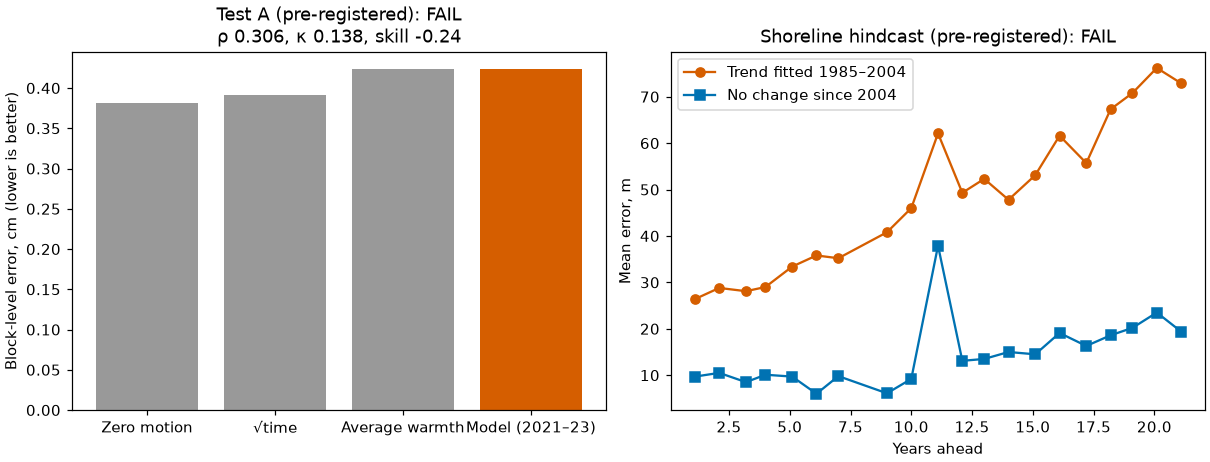 Test A (pre-registered): FAIL
ρ 0.306, κ 0.138, skill -0.24
Block-level error, cm (lower is better)
0.40
0.35
0.30
0.25
0.20
0.15
0.10
0.05
0.00
Zero motion
√time
Average warmth
Model (2021–23)
Shoreline hindcast (pre-registered): FAIL
Trend fitted 1985–2004
No change since 2004
Mean error, m
70
60
50
40
30
20
10
2.5
5.0
7.5
10.0
12.5
15.0
17.5
20.0
Years ahead